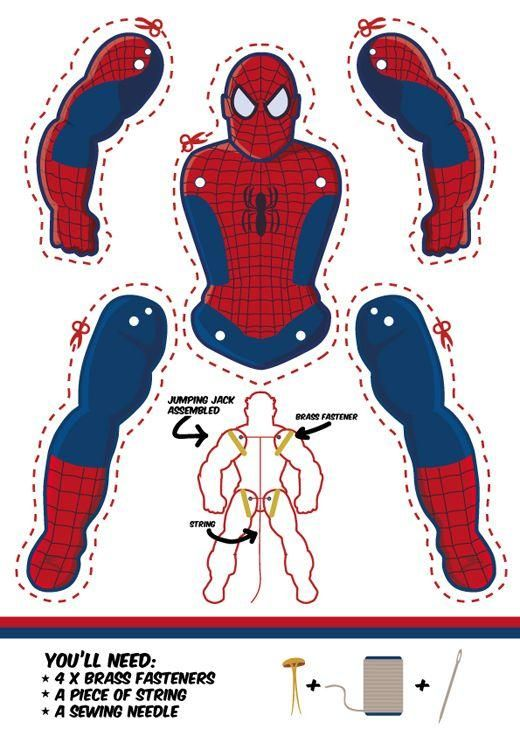 JUMPING JACK
ASSEMBLED
BRASS FASTENER
STRING
YOU'LL NEED:
★ 4 X BRASS FASTENERS
★ A PIECE OF STRING
★ A SEWING NEEDLE